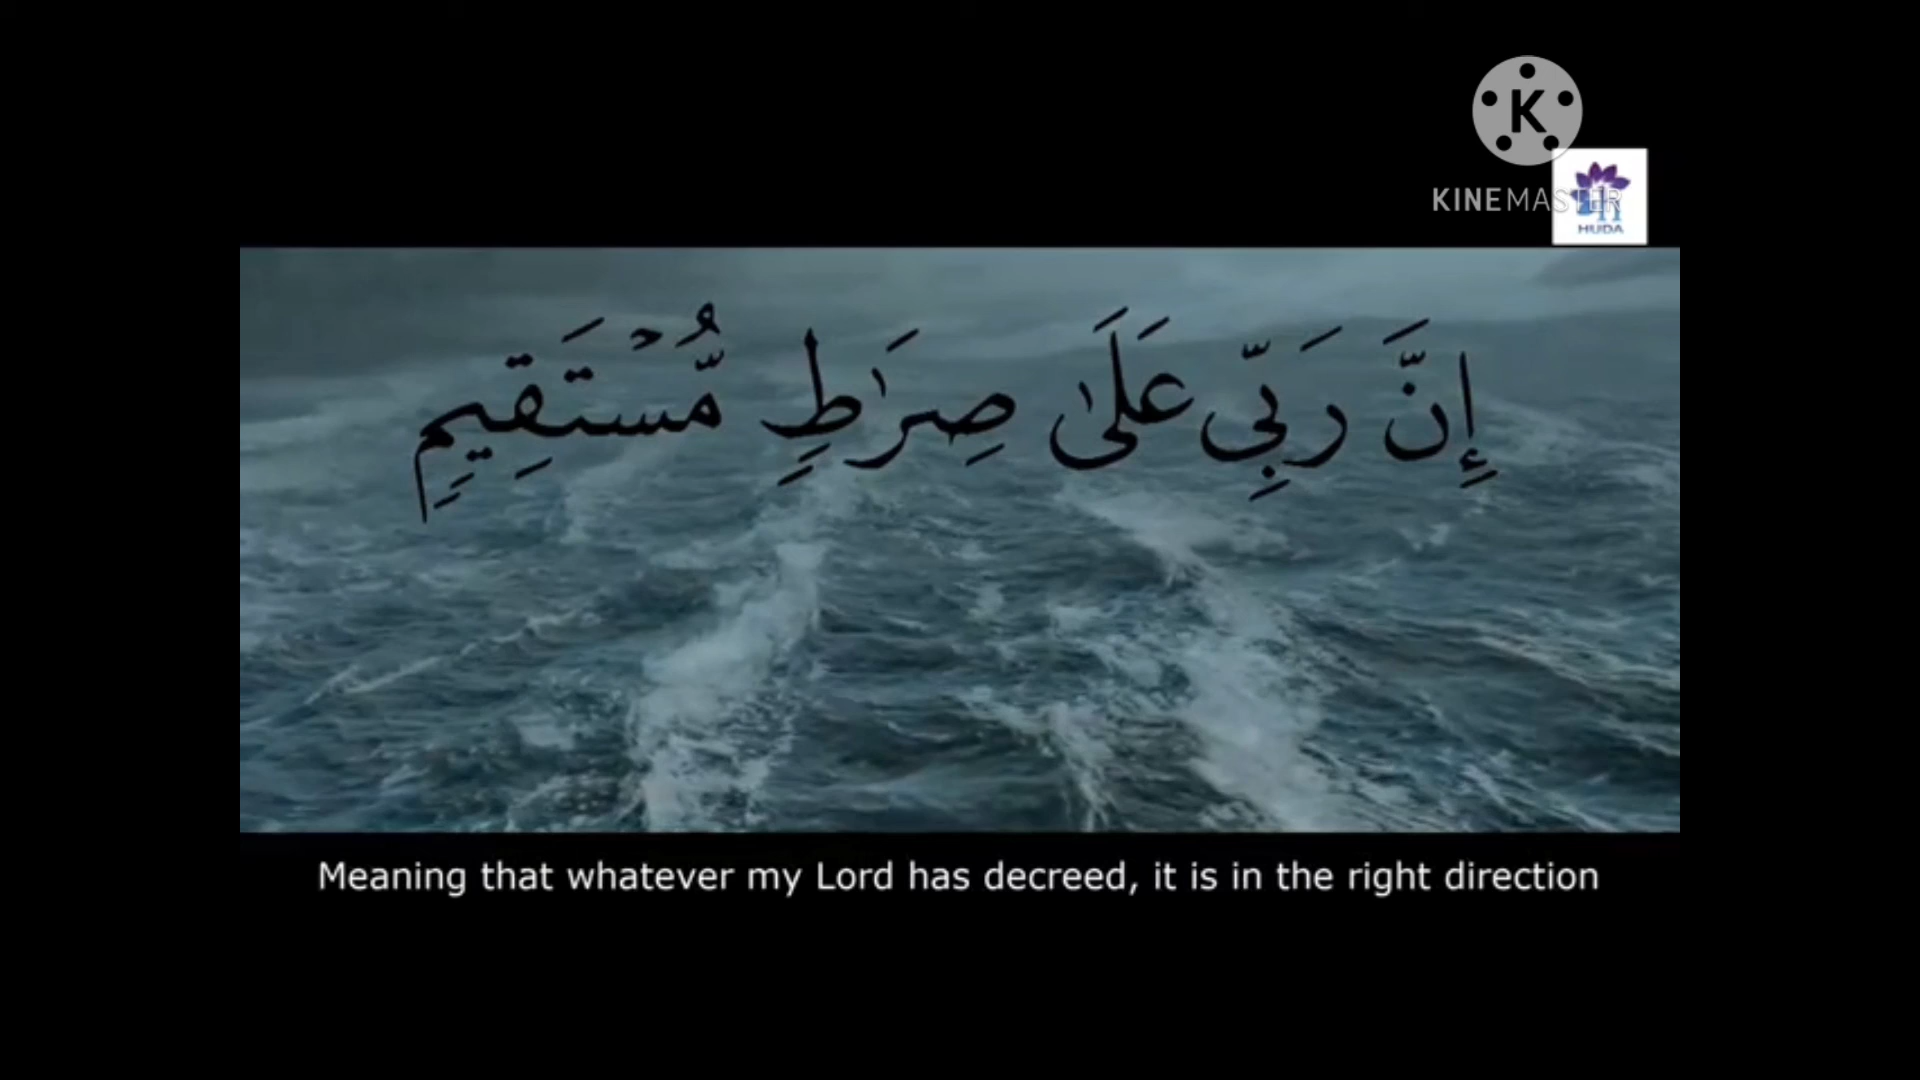 KINEMASTER
HUDA
إِنَّ رَبِّي عَلَىٰ صِرَٰطٍ مُّسْتَقِيمٍ
Meaning that whatever my Lord has decreed, it is in the right direction